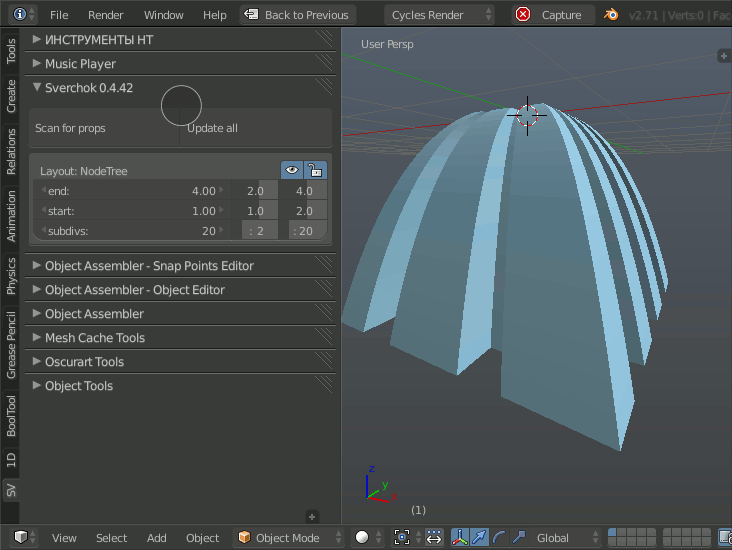 File Render Window Help Back to Previous Cycles Render Capture v2.71 | Verts:0 | Fac
Tools
Create
Relations
Animation
Physics
Grease Pencil
BoolTool
1D
SV
ИНСТРУМЕНТЫ НТ
Music Player
Sverchok 0.4.42
Scan for props Update all
Layout: NodeTree
end: 4.00 2.0 4.0
start: 1.00 1.0 2.0
subdivs: 20 : 2 : 20
Object Assembler - Snap Points Editor
Object Assembler - Object Editor
Object Assembler
Mesh Cache Tools
Oscurart Tools
Object Tools
User Persp
z
y
x
(1)
View Select Add Object Object Mode Global